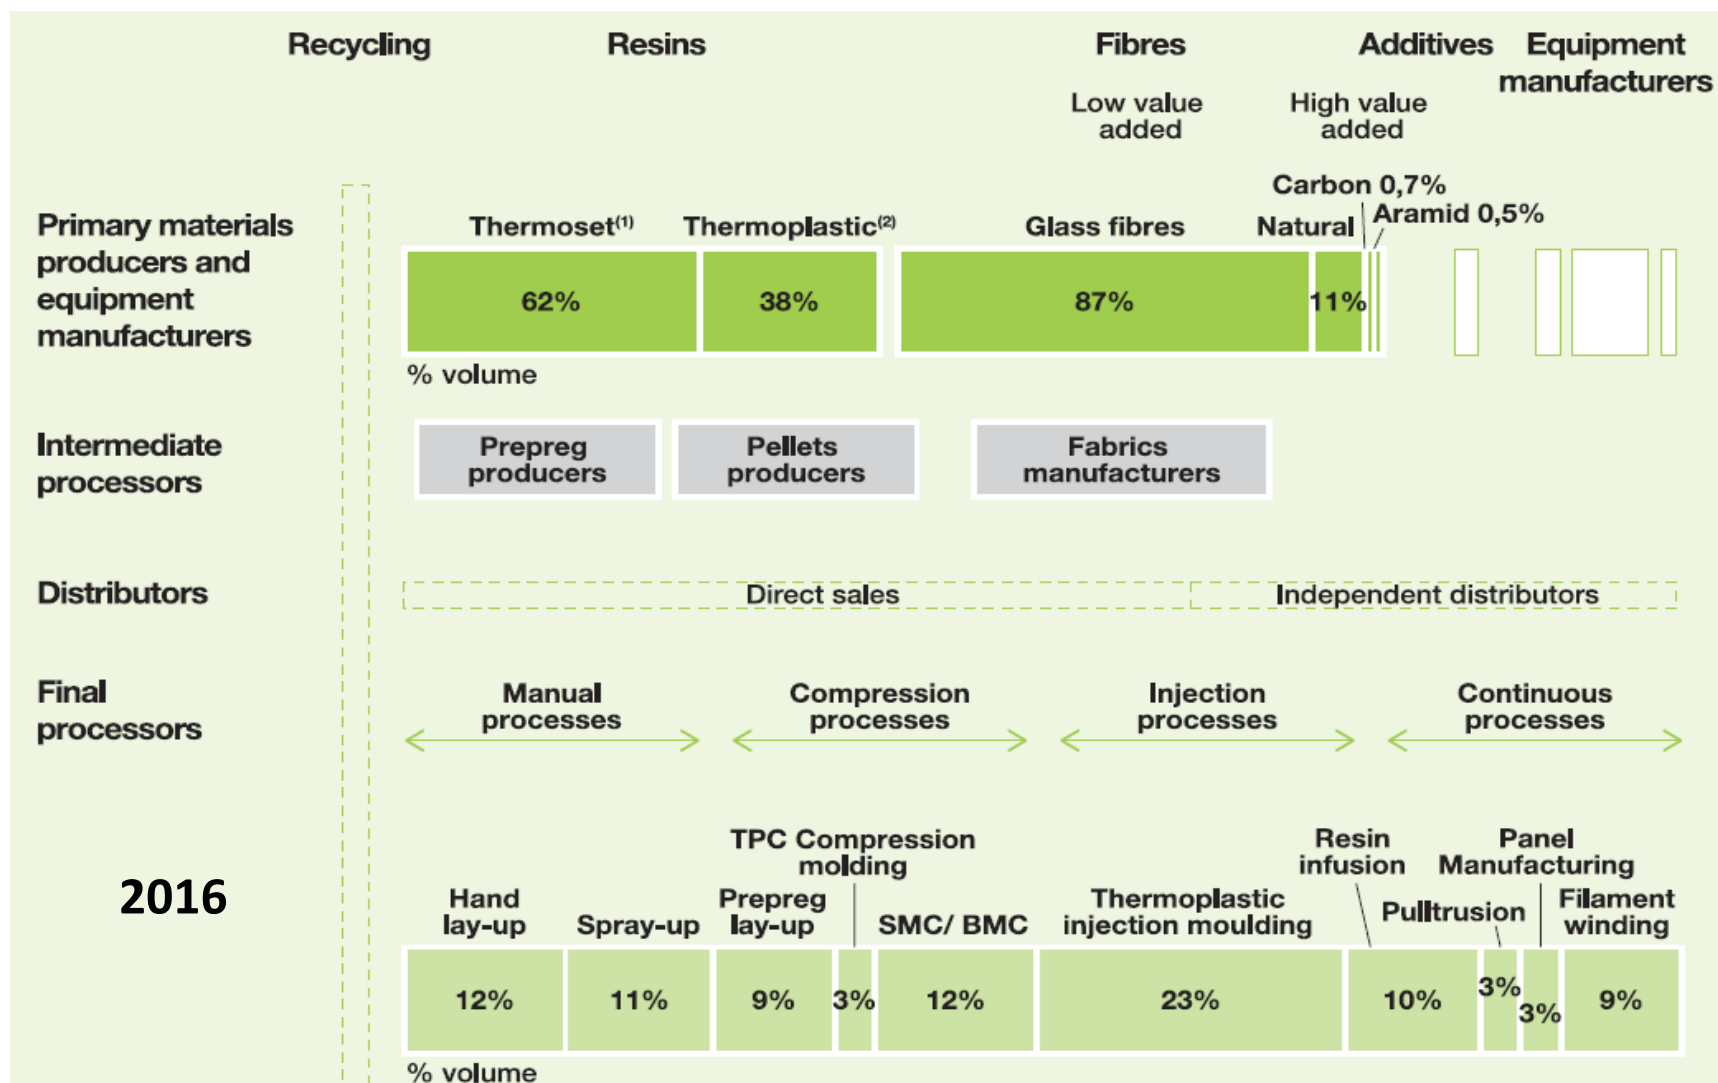 Recycling
Resins
Fibres
Additives
Equipment
manufacturers
Low value
added
High value
added
Carbon 0,7%
Aramid 0,5%
Primary materials
producers and
equipment
manufacturers
Thermoset(1)
Thermoplastic(2)
Glass fibres
Natural
62%
38%
87%
11%
% volume
Intermediate
processors
Prepreg
producers
Pellets
producers
Fabrics
manufacturers
Distributors
Direct sales
Independent distributors
Final
processors
Manual
processes
Compression
processes
Injection
processes
Continuous
processes
2016
Hand
lay-up
Spray-up
Prepreg
lay-up
TPC Compression
molding
SMC/ BMC
Thermoplastic
injection moulding
Resin
infusion
Pulltrusion
Panel
Manufacturing
Filament
winding
12%
11%
9%
3%
12%
23%
10%
3%
3%
9%
% volume